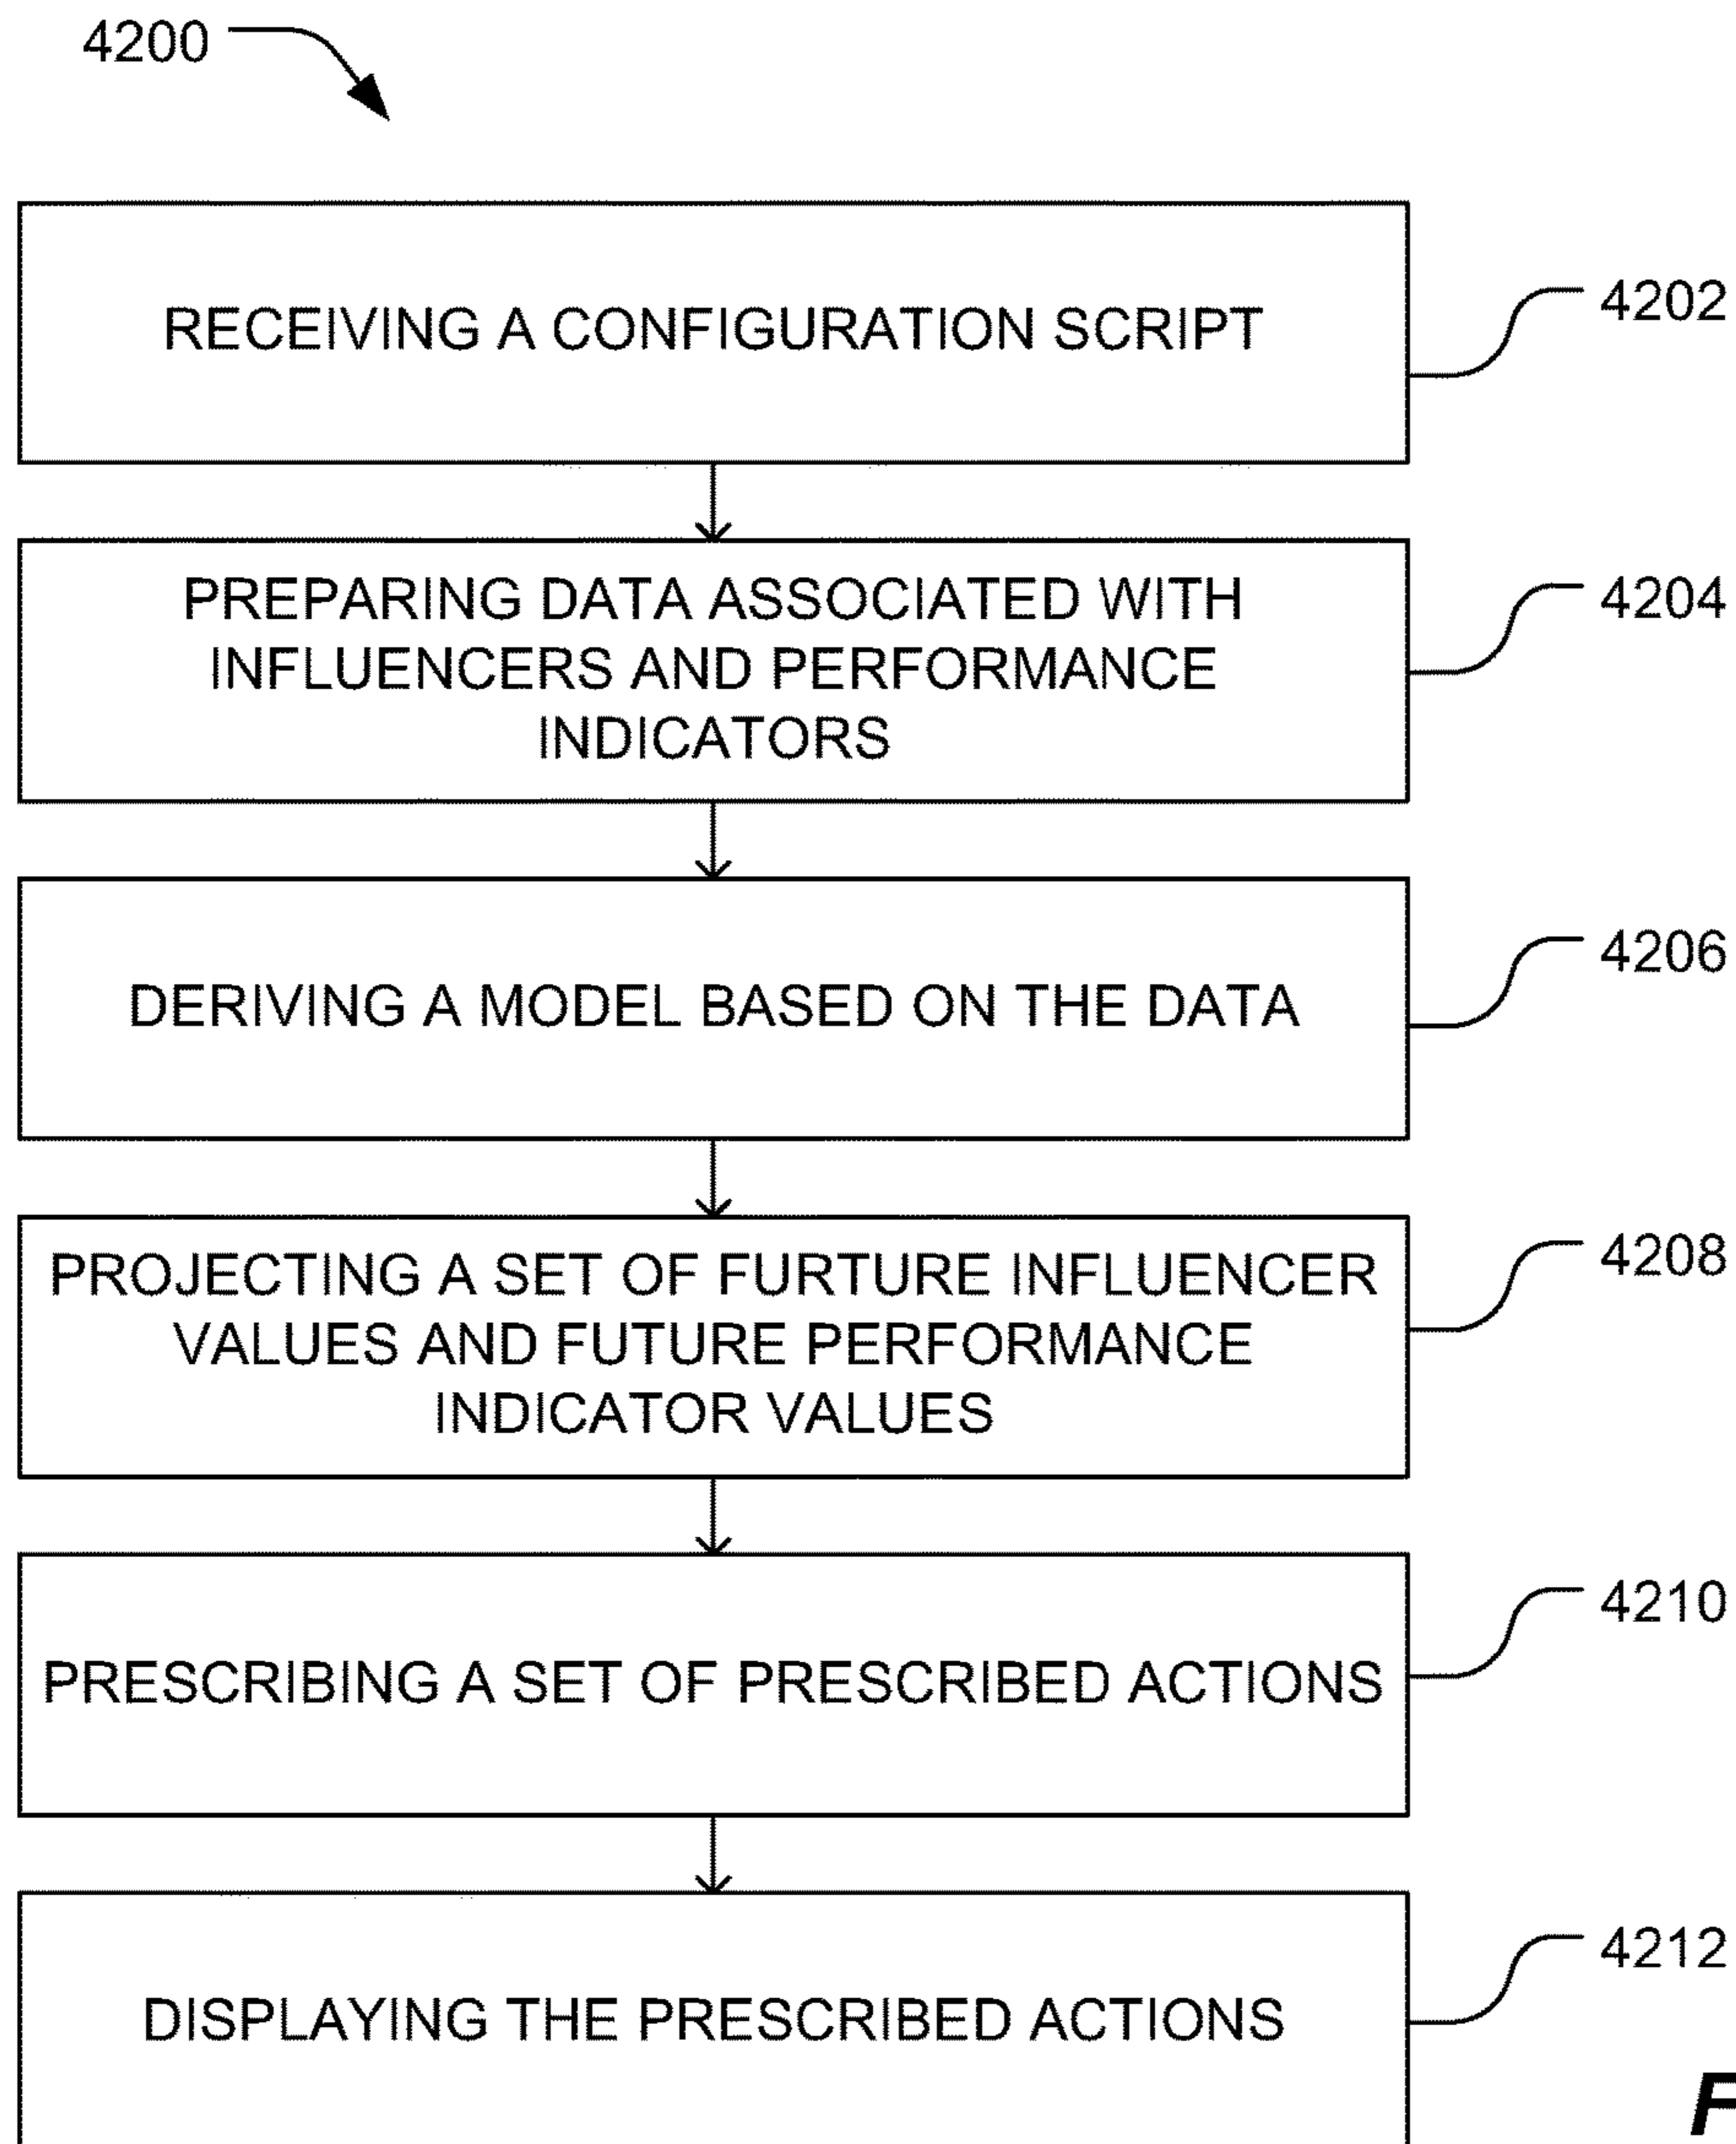 4200
RECEIVING A CONFIGURATION SCRIPT
4202
PREPARING DATA ASSOCIATED WITH
INFLUENCERS AND PERFORMANCE
INDICATORS
4204
DERIVING A MODEL BASED ON THE DATA
4206
PROJECTING A SET OF FURTURE INFLUENCER
VALUES AND FUTURE PERFORMANCE
INDICATOR VALUES
4208
PRESCRIBING A SET OF PRESCRIBED ACTIONS
4210
DISPLAYING THE PRESCRIBED ACTIONS
4212